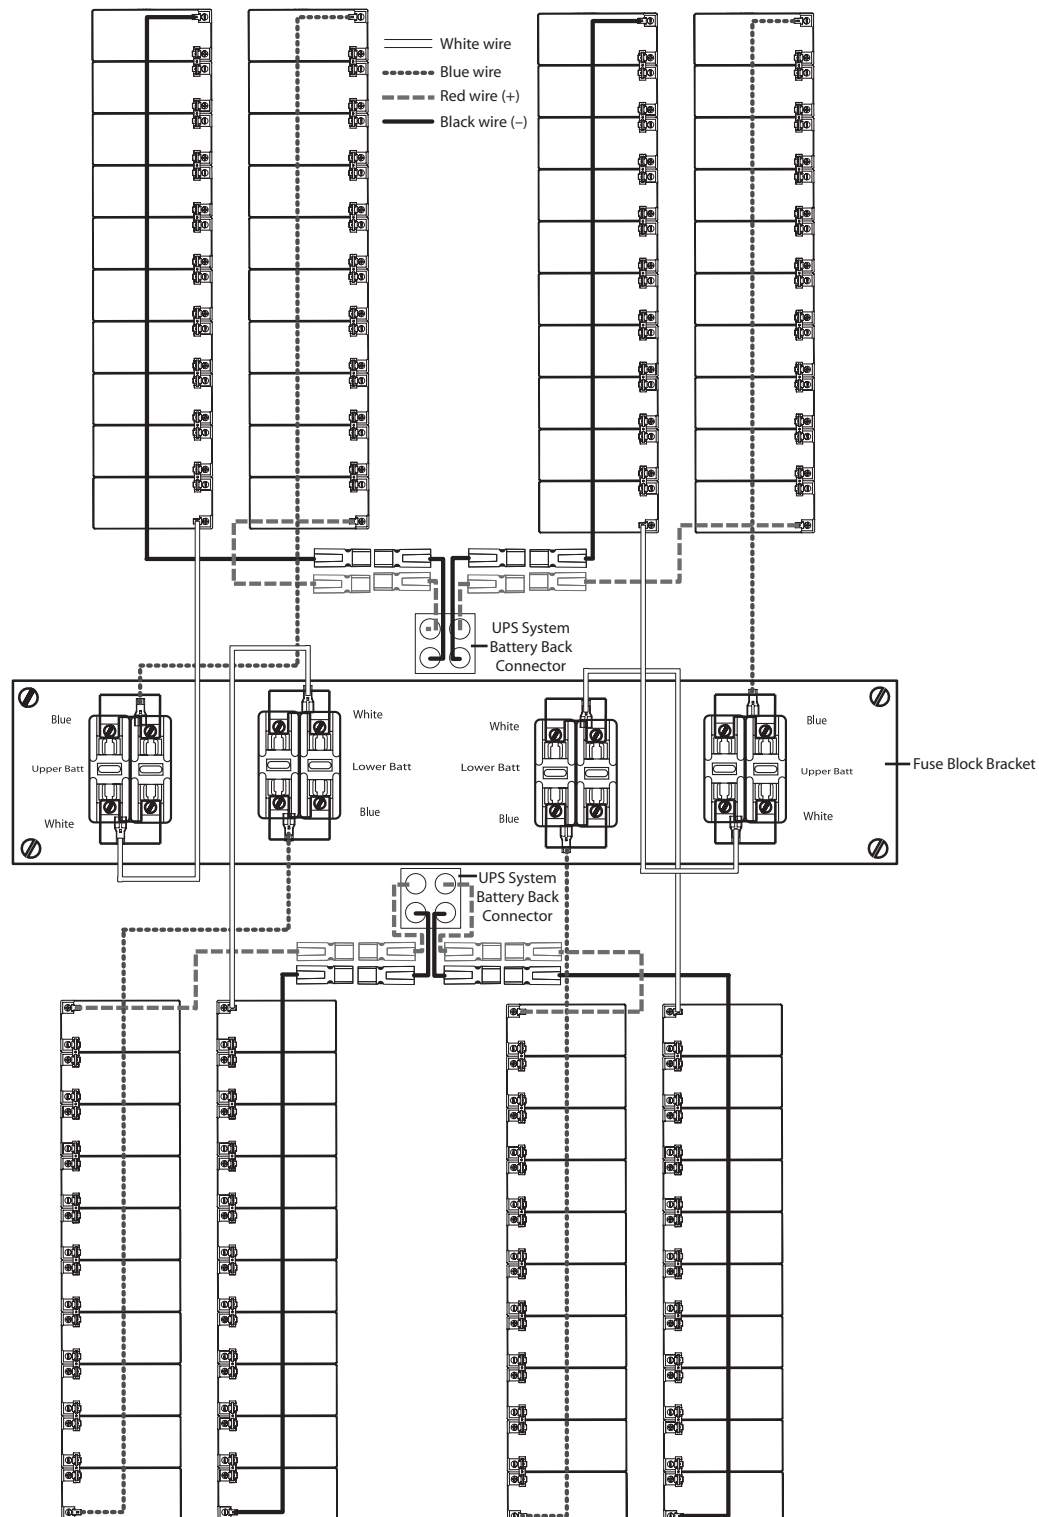 White wire
Blue wire
Red wire (+)
Black wire (–)
UPS System
Battery Back
Connector
Blue
Upper Batt
White
White
Lower Batt
Blue
White
Lower Batt
Blue
Blue
Upper Batt
White
Fuse Block Bracket
UPS System
Battery Back
Connector